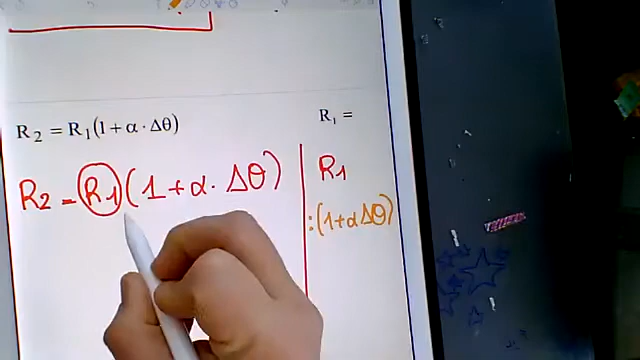 R₂ = R₁(1 + α · Δθ)
R₁ =
R2 = R1 (1 + α · Δθ)
R1
:(1+α Δθ)